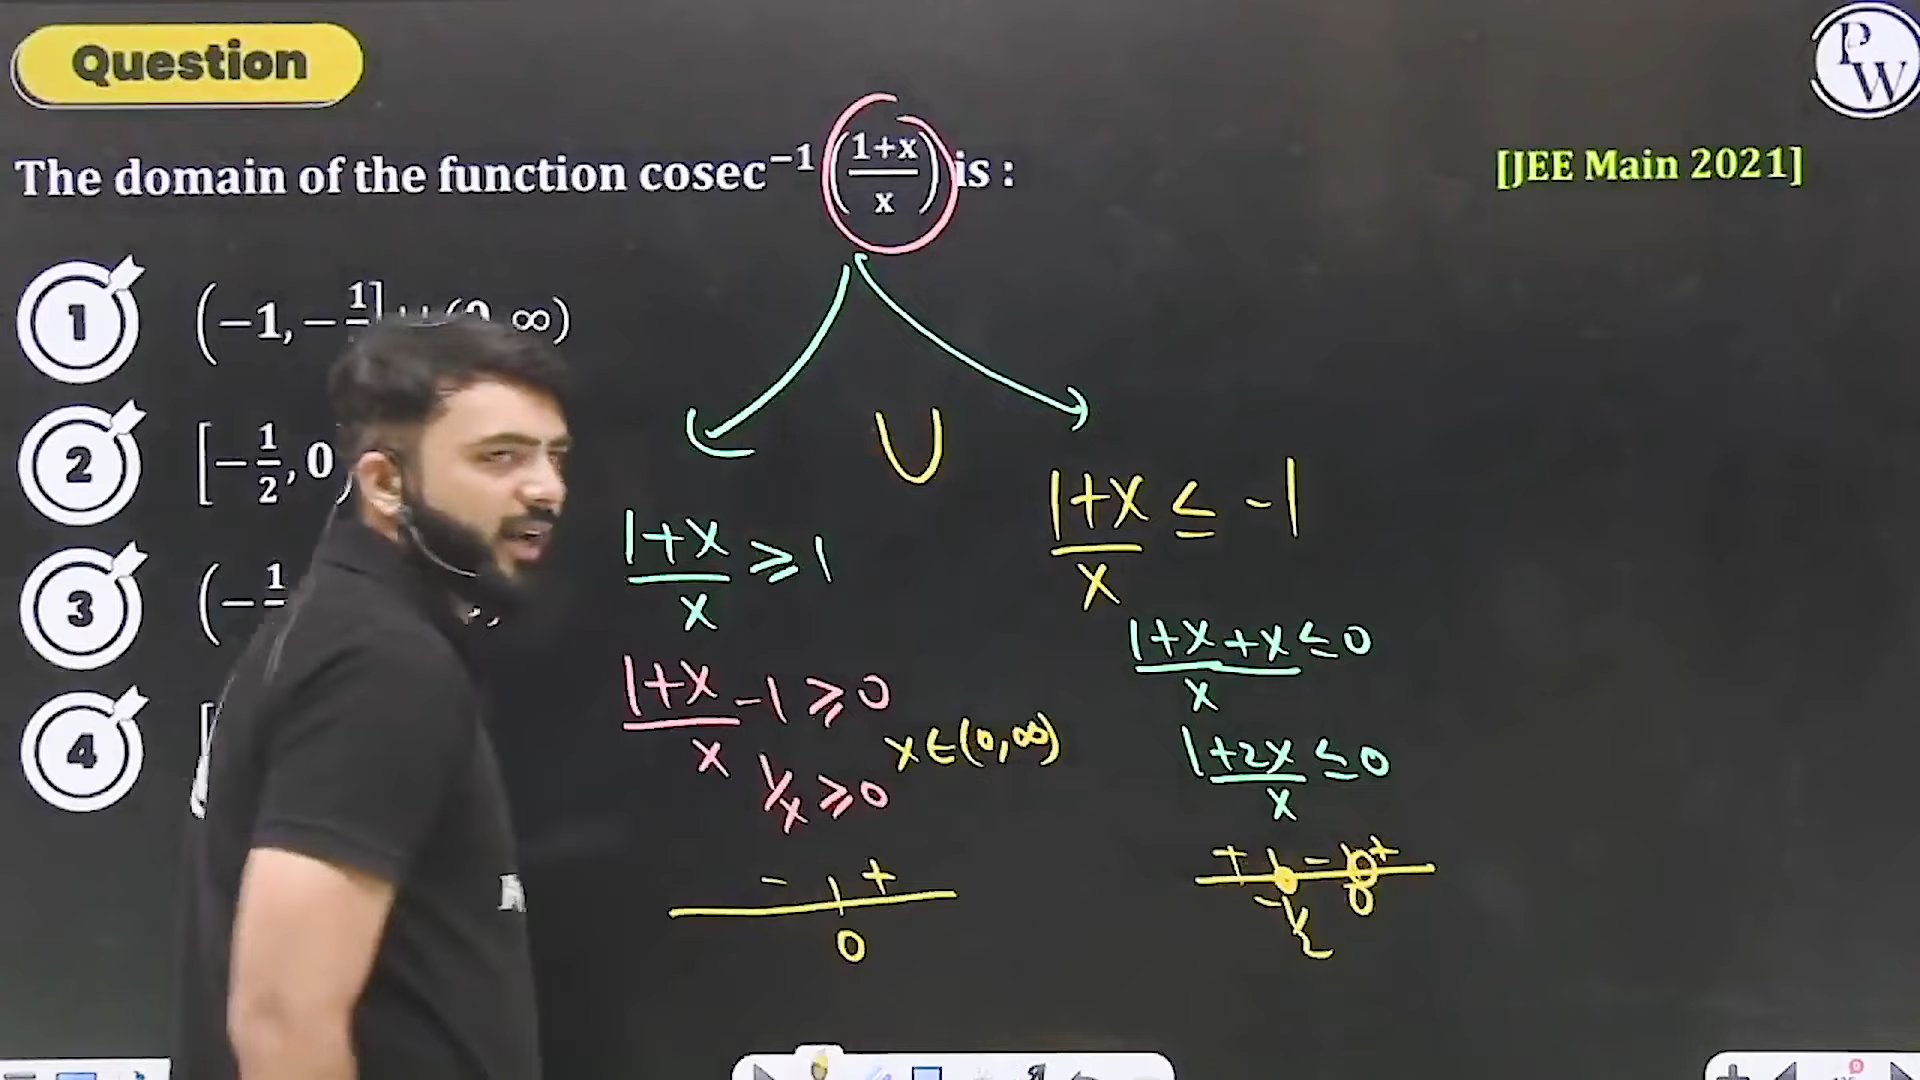 Question
PW
The domain of the function cosec⁻¹ ((1+x)/x) is :
[JEE Main 2021]
1 (−1, −1 ∞)
2 [−1/2, 0
3 (−1
4 [
∪
(1+x)/x ≥ 1
(1+x)/x ≤ -1
(1+x)/x - 1 ≥ 0
(1+x+x)/x ≤ 0
x ∈ (0, ∞)
1/x ≥ 0
(1+2x)/x ≤ 0
- +
0
+ - +
-1/2 0